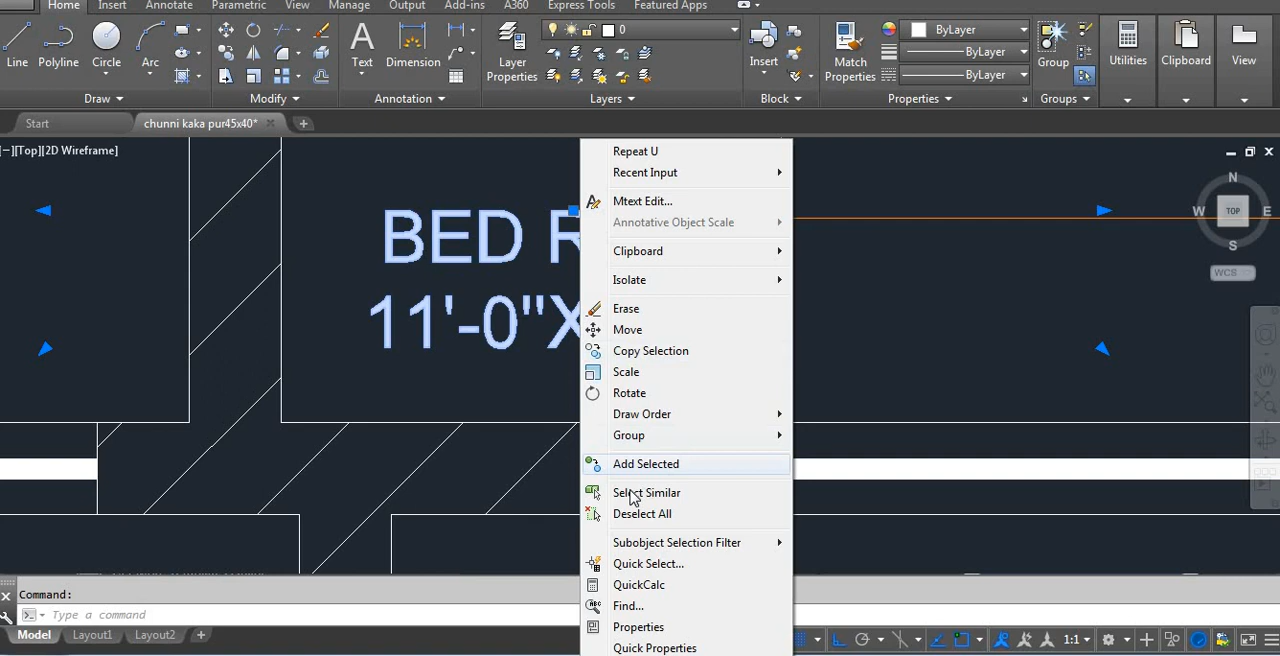 Home Insert Annotate Parametric View Manage Output Add-ins A360 Express Tools Featured Apps
Line Polyline Circle Arc
Text Dimension
Layer Properties
0
Insert
Match Properties
ByLayer
ByLayer
ByLayer
Group
Utilities Clipboard View
Draw Modify Annotation Layers Block Properties Groups
Start chunni kaka pur45x40*
[−][Top][2D Wireframe]
N
W TOP E
S
WCS
BED R
11'-0"X
Repeat U
Recent Input
Mtext Edit...
Annotative Object Scale
Clipboard
Isolate
Erase
Move
Copy Selection
Scale
Rotate
Draw Order
Group
Add Selected
Select Similar
Deselect All
Subobject Selection Filter
Quick Select...
QuickCalc
Find...
Properties
Quick Properties
Command:
Type a command
Model Layout1 Layout2 +
1:1